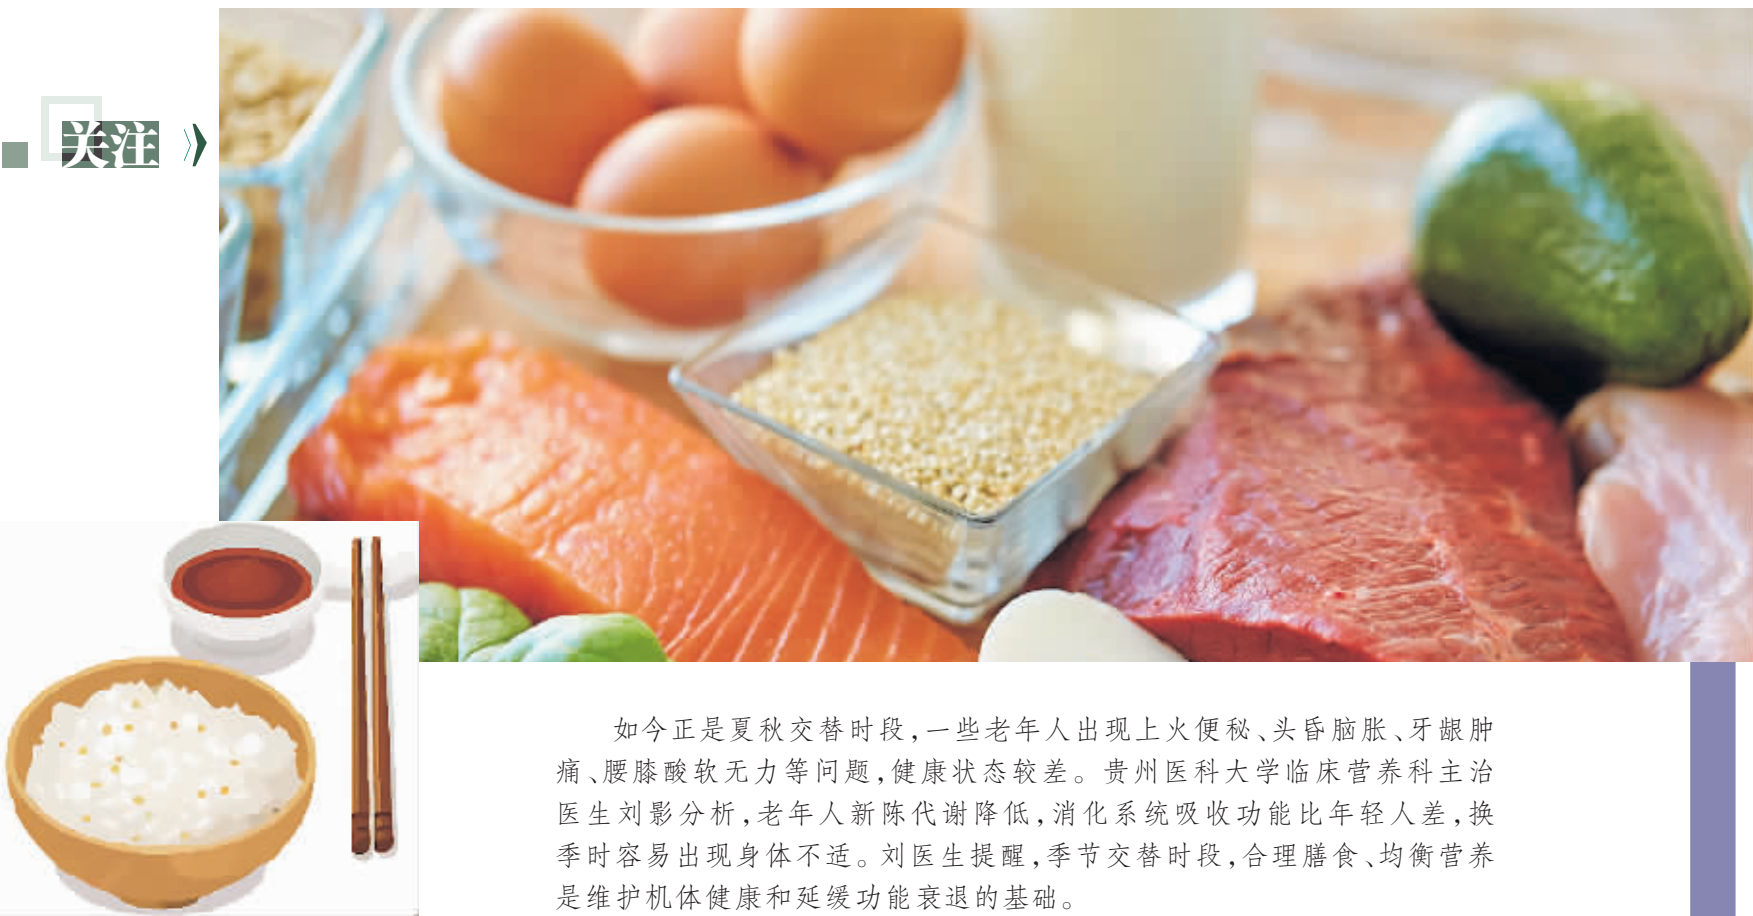 关注
如今正是夏秋交替时段,一些老年人出现上火便秘、头昏脑胀、牙龈肿
痛、腰膝酸软无力等问题,健康状态较差。贵州医科大学临床营养科主治
医生刘影分析,老年人新陈代谢降低,消化系统吸收功能比年轻人差,换
季时容易出现身体不适。刘医生提醒,季节交替时段,合理膳食、均衡营养
是维护机体健康和延缓功能衰退的基础。